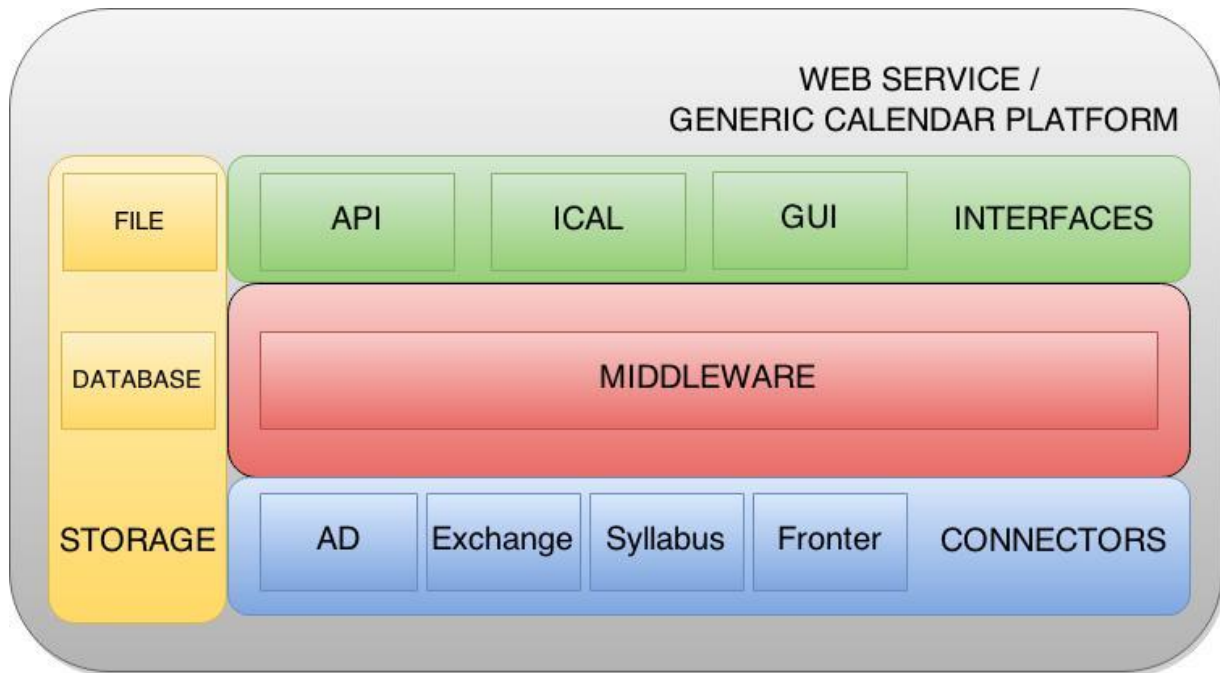 WEB SERVICE /
GENERIC CALENDAR PLATFORM
FILE
API
ICAL
GUI
INTERFACES
DATABASE
MIDDLEWARE
STORAGE
AD
Exchange
Syllabus
Fronter
CONNECTORS